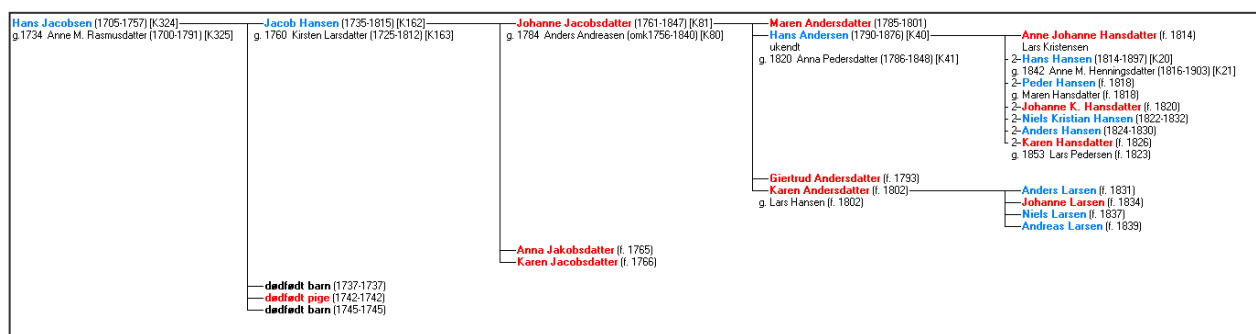 Hans Jacobsen (1705-1757) [K324]
g.1734 Anne M. Rasmusdatter (1700-1791) [K325]
Jacob Hansen (1735-1815) [K162]
g. 1760 Kirsten Larsdatter (1725-1812) [K163]
Johanne Jacobsdatter (1761-1847) [K81]
g. 1784 Anders Andreasen (omk1756-1840) [K80]
Maren Andersdatter (1785-1801)
Hans Andersen (1790-1876) [K40]
ukendt
g. 1820 Anna Pedersdatter (1786-1848) [K41]
Anne Johanne Hansdatter (f. 1814)
Lars Kristensen
2 Hans Hansen (1814-1897) [K20]
g. 1842 Anne M. Henningsdatter (1816-1903) [K21]
2 Peder Hansen (f. 1818)
g. Maren Hansdatter (f. 1818)
2 Johanne K. Hansdatter (f. 1820)
2 Niels Kristian Hansen (1822-1832)
2 Anders Hansen (1824-1830)
2 Karen Hansdatter (f. 1826)
g. 1853 Lars Pedersen (f. 1823)
Giertrud Andersdatter (f. 1793)
Karen Andersdatter (f. 1802)
g. Lars Hansen (f. 1802)
Anders Larsen (f. 1831)
Johanne Larsen (f. 1834)
Niels Larsen (f. 1837)
Andreas Larsen (f. 1839)
Anna Jakobsdatter (f. 1765)
Karen Jacobsdatter (f. 1766)
dødfødt barn (1737-1737)
dødfødt pige (1742-1742)
dødfødt barn (1745-1745)